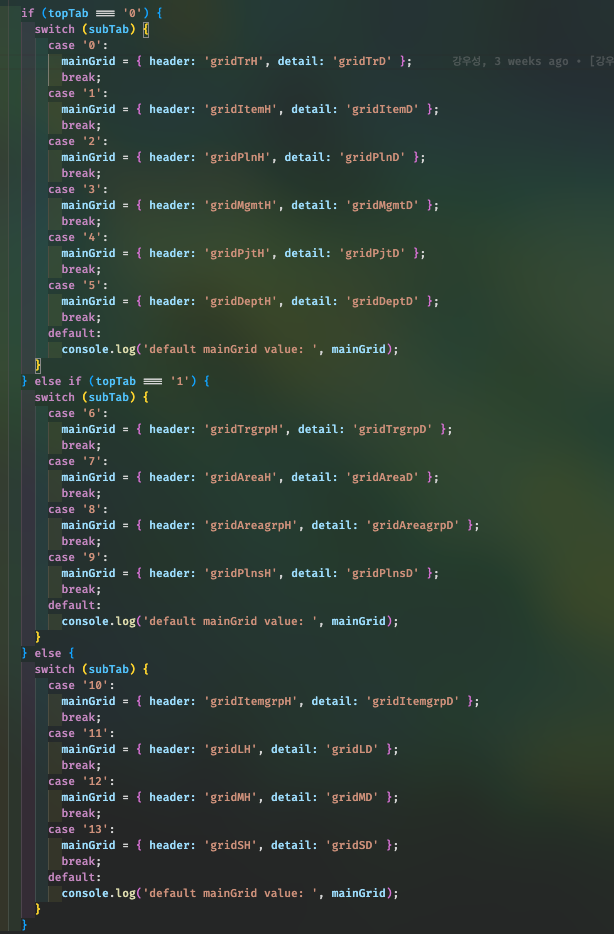 if (topTab === '0') {
switch (subTab) {
case '0':
mainGrid = { header: 'gridTrH', detail: 'gridTrD' }; 강우성, 3 weeks ago • [강우
break;
case '1':
mainGrid = { header: 'gridItemH', detail: 'gridItemD' };
break;
case '2':
mainGrid = { header: 'gridPlnH', detail: 'gridPlnD' };
break;
case '3':
mainGrid = { header: 'gridMgmtH', detail: 'gridMgmtD' };
break;
case '4':
mainGrid = { header: 'gridPjtH', detail: 'gridPjtD' };
break;
case '5':
mainGrid = { header: 'gridDeptH', detail: 'gridDeptD' };
break;
default:
console.log('default mainGrid value: ', mainGrid);
}
} else if (topTab === '1') {
switch (subTab) {
case '6':
mainGrid = { header: 'gridTrgrpH', detail: 'gridTrgrpD' };
break;
case '7':
mainGrid = { header: 'gridAreaH', detail: 'gridAreaD' };
break;
case '8':
mainGrid = { header: 'gridAreagrpH', detail: 'gridAreagrpD' };
break;
case '9':
mainGrid = { header: 'gridPlnsH', detail: 'gridPlnsD' };
break;
default:
console.log('default mainGrid value: ', mainGrid);
}
} else {
switch (subTab) {
case '10':
mainGrid = { header: 'gridItemgrpH', detail: 'gridItemgrpD' };
break;
case '11':
mainGrid = { header: 'gridLH', detail: 'gridLD' };
break;
case '12':
mainGrid = { header: 'gridMH', detail: 'gridMD' };
break;
case '13':
mainGrid = { header: 'gridSH', detail: 'gridSD' };
break;
default:
console.log('default mainGrid value: ', mainGrid);
}
}